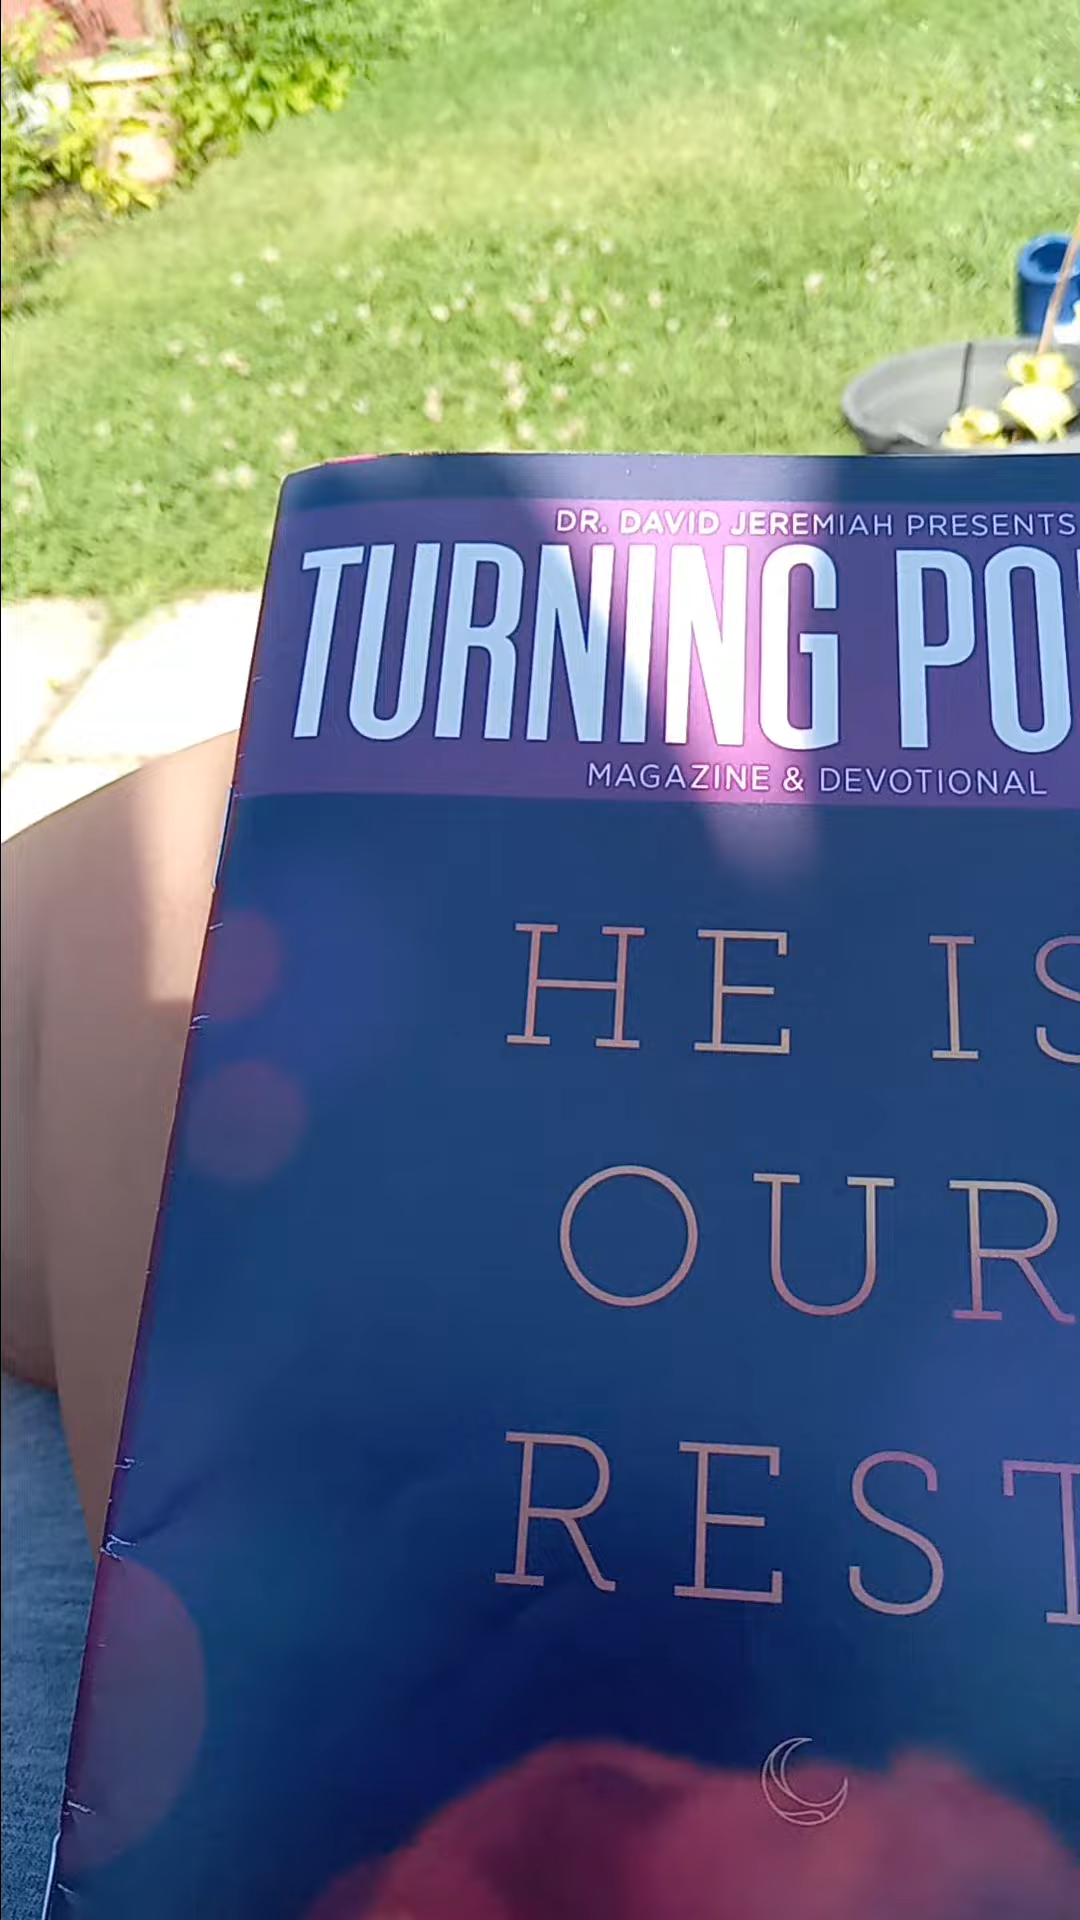 DR. DAVID JEREMIAH PRESENTS
TURNING PO
MAGAZINE & DEVOTIONAL
HE IS
OUR
REST